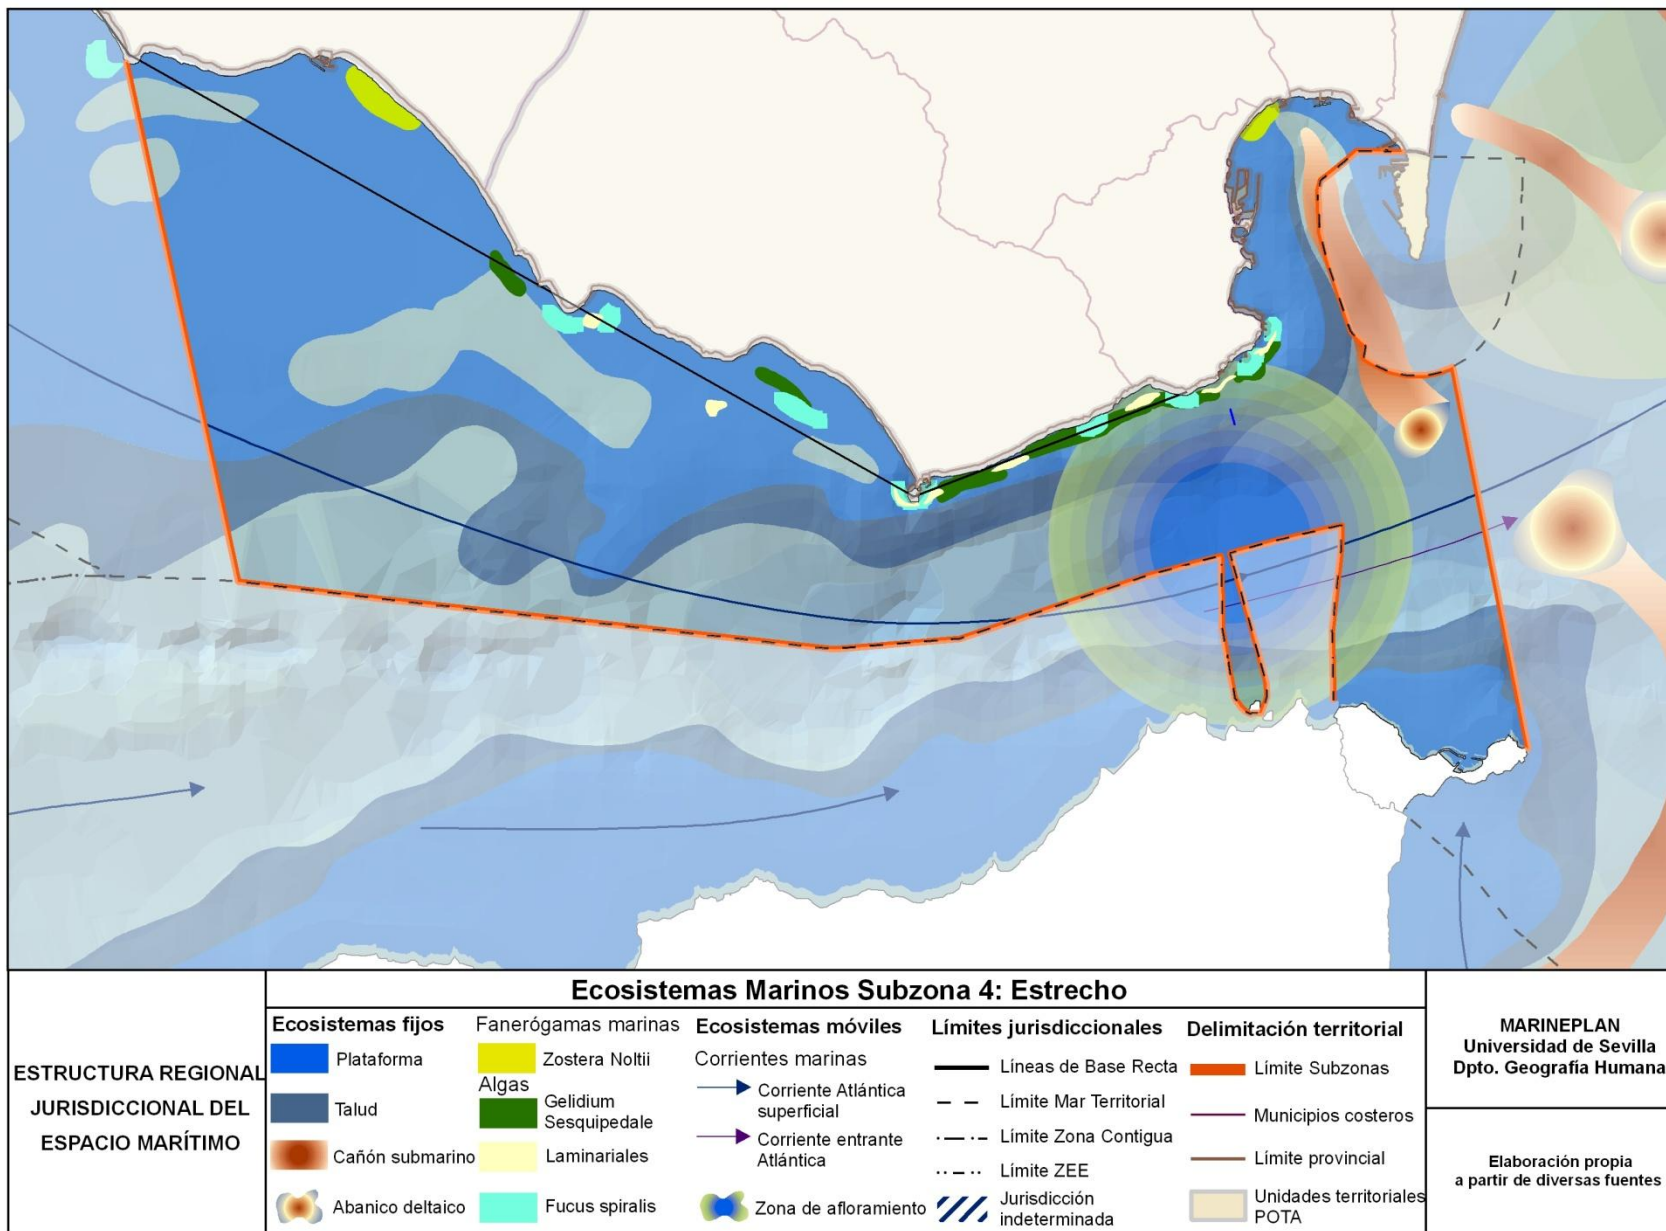 Ecosistemas Marinos Subzona 4: Estrecho
ESTRUCTURA REGIONAL
JURISDICCIONAL DEL
ESPACIO MARÍTIMO
Ecosistemas fijos
Plataforma
Talud
Cañón submarino
Abanico deltaico
Fanerógamas marinas
Zostera Noltii
Algas
Gelidium
Sesquipedale
Laminariales
Fucus spiralis
Ecosistemas móviles
Corrientes marinas
Corriente Atlántica
superficial
Corriente entrante
Atlántica
Zona de afloramiento
Límites jurisdiccionales
Líneas de Base Recta
Límite Mar Territorial
Límite Zona Contigua
Límite ZEE
Jurisdicción
indeterminada
Delimitación territorial
Límite Subzonas
Municipios costeros
Límite provincial
Unidades territoriales
POTA
MARINEPLAN
Universidad de Sevilla
Dpto. Geografía Humana
Elaboración propia
a partir de diversas fuentes